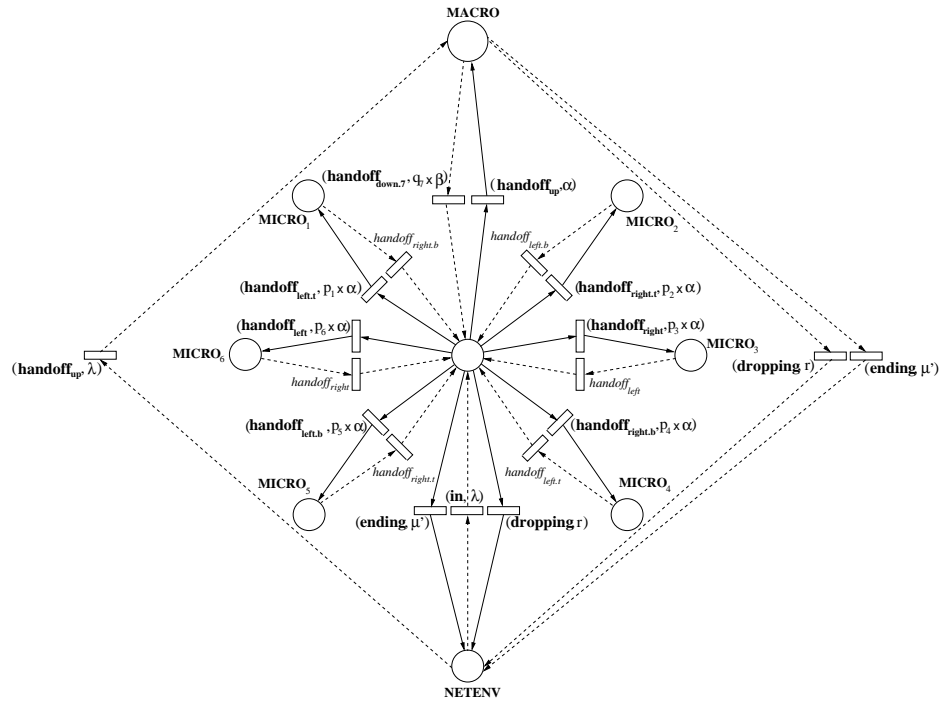 MACRO
(handoff_down.7, q_7 x β)
(handoff_up, α)
MICRO_1
MICRO_2
handoff_right.b
handoff_left.b
(handoff_left.t, p_1 x α)
(handoff_right.t, p_2 x α)
(handoff_left, p_6 x α)
(handoff_right, p_3 x α)
MICRO_6
MICRO_3
(handoff_up, λ)
handoff_right
handoff_left
(dropping, r)
(ending, μ')
(handoff_left.b, p_5 x α)
(handoff_right.b, p_4 x α)
handoff_right.t
handoff_left.t
MICRO_5
MICRO_4
(in, λ)
(ending, μ')
(dropping, r)
NETENV